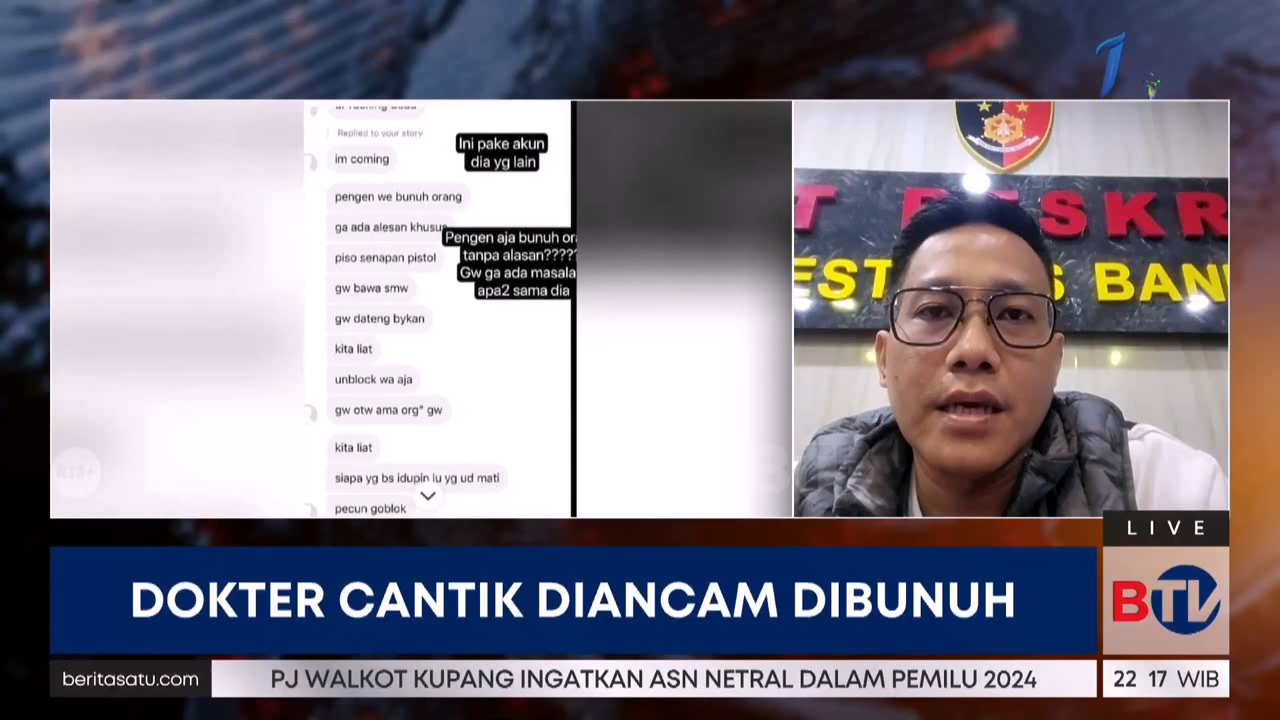 Replied to your story
im coming
pengen we bunuh orang
ga ada alesan khusus
piso senapan pistol
gw bawa smw
gw dateng bykan
kita liat
unblock wa aja
gw otw ama org" gw
kita liat
siapa yg bs idupin lu yg ud mati
pecun goblok
Ini pake akun
dia yg lain
Pengen aja bunuh or
tanpa alasan????
Gw ga ada masala
apa2 sama dia
T RESKR
EST S BAN
LIVE
BTV
DOKTER CANTIK DIANCAM DIBUNUH
beritasatu.com
PJ WALKOT KUPANG INGATKAN ASN NETRAL DALAM PEMILU 2024
22 17 WIB